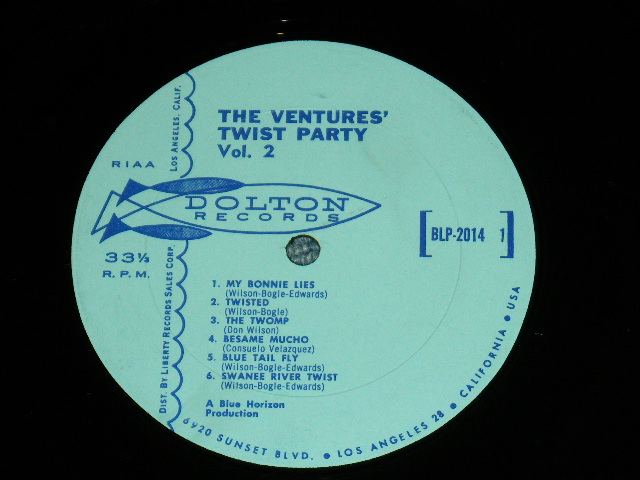 THE VENTURES'
TWIST PARTY
Vol. 2
RIAA
LOS ANGELES, CALIF.
DOLTON
RECORDS
33⅓
R.P.M.
BLP-2014 1
DIST. BY LIBERTY RECORDS SALES CORP.
1. MY BONNIE LIES
(Wilson-Bogle-Edwards)
2. TWISTED
(Wilson-Bogle)
3. THE TWOMP
(Don Wilson)
4. BESAME MUCHO
(Consuelo Velazquez)
5. BLUE TAIL FLY
(Wilson-Bogle-Edwards)
6. SWANEE RIVER TWIST
(Wilson-Bogle-Edwards)
A Blue Horizon
Production
6920 SUNSET BLVD. • LOS ANGELES 28 • CALIFORNIA • USA